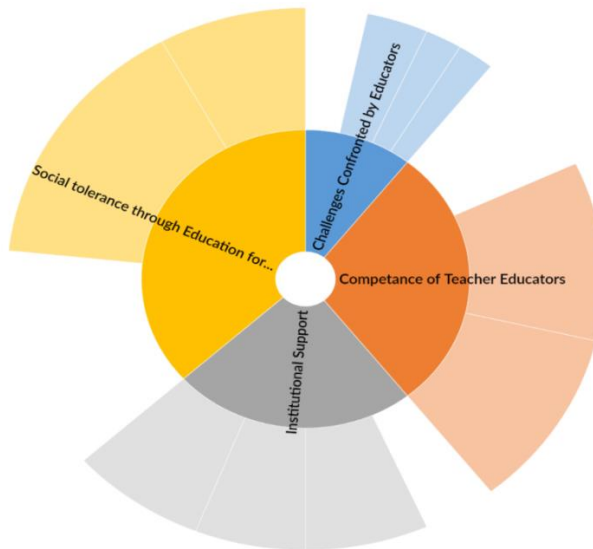 Challenges Confronted by Educators
Competance of Teacher Educators
Institutional Support
Social tolerance through Education for...